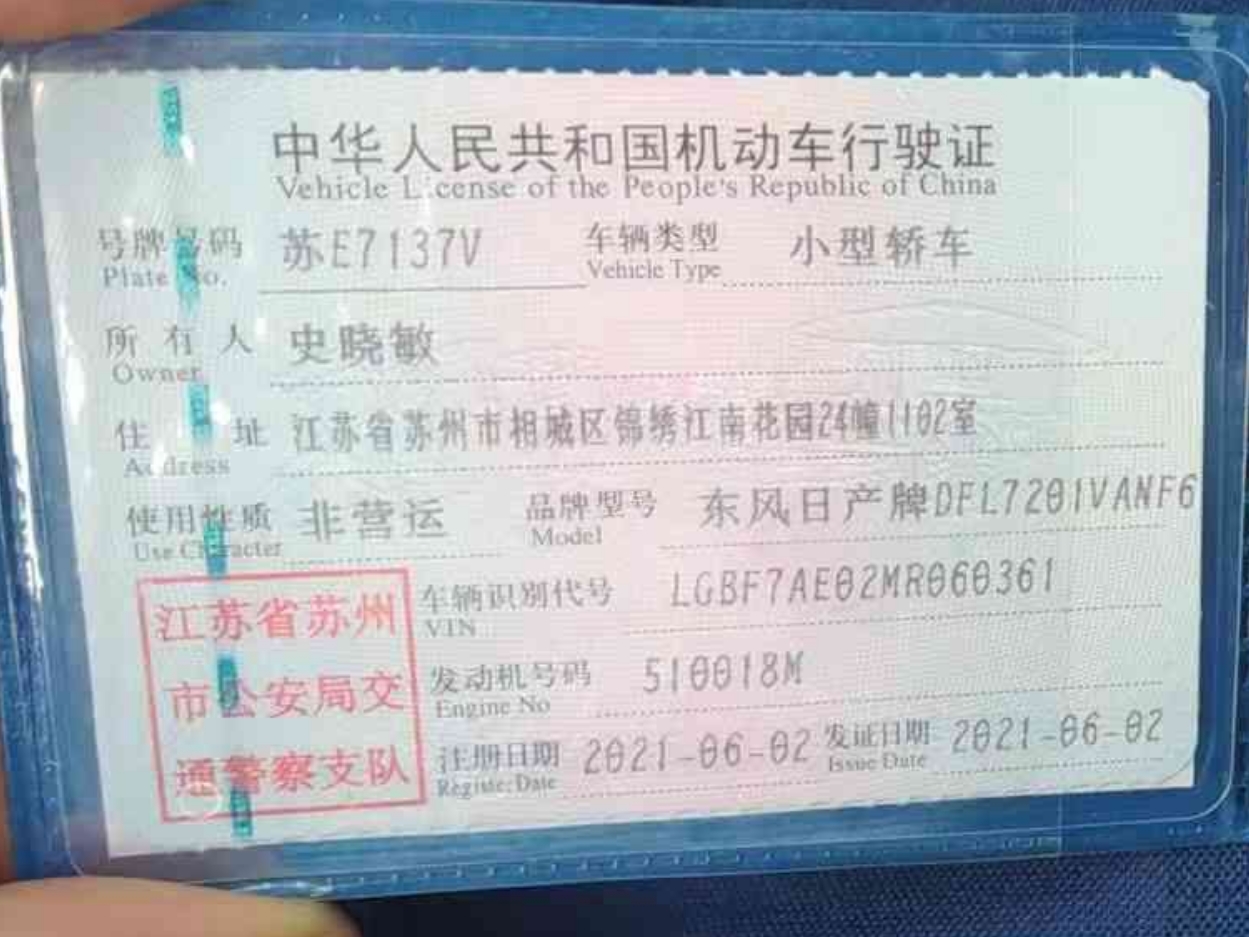 中华人民共和国机动车行驶证
Vehicle License of the People's Republic of China
号牌号码 苏E7137V 车辆类型 小型轿车
Plate No. Vehicle Type
所有人 史晓敏
Owner
住址 江苏省苏州市相城区锦绣江南花园24幢1102室
Address
使用性质 非营运 品牌型号 东风日产牌DFL7201VANF6
Use Character Model
江苏省苏州 车辆识别代号 LGBF7AE02MR060361
VIN
市公安局交 发动机号码 510018M
Engine No
通警察支队 注册日期 2021-06-02 发证日期 2021-06-02
Register Date Issue Date